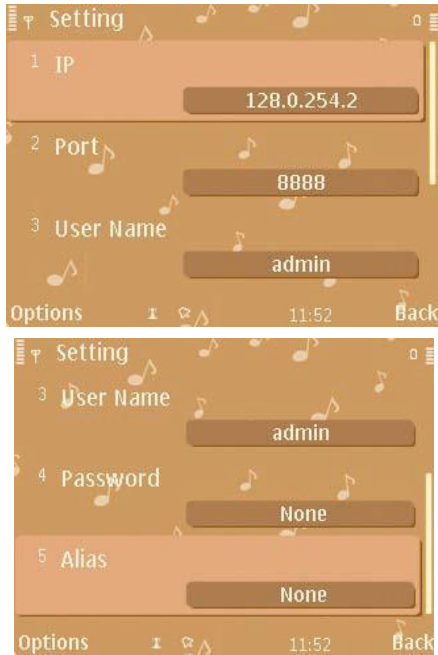 Setting
1 IP
128.0.254.2
2 Port
8888
3 User Name
admin
Options 11:52 Back
Setting
3 User Name
admin
4 Password
None
5 Alias
None
Options 11:52 Back